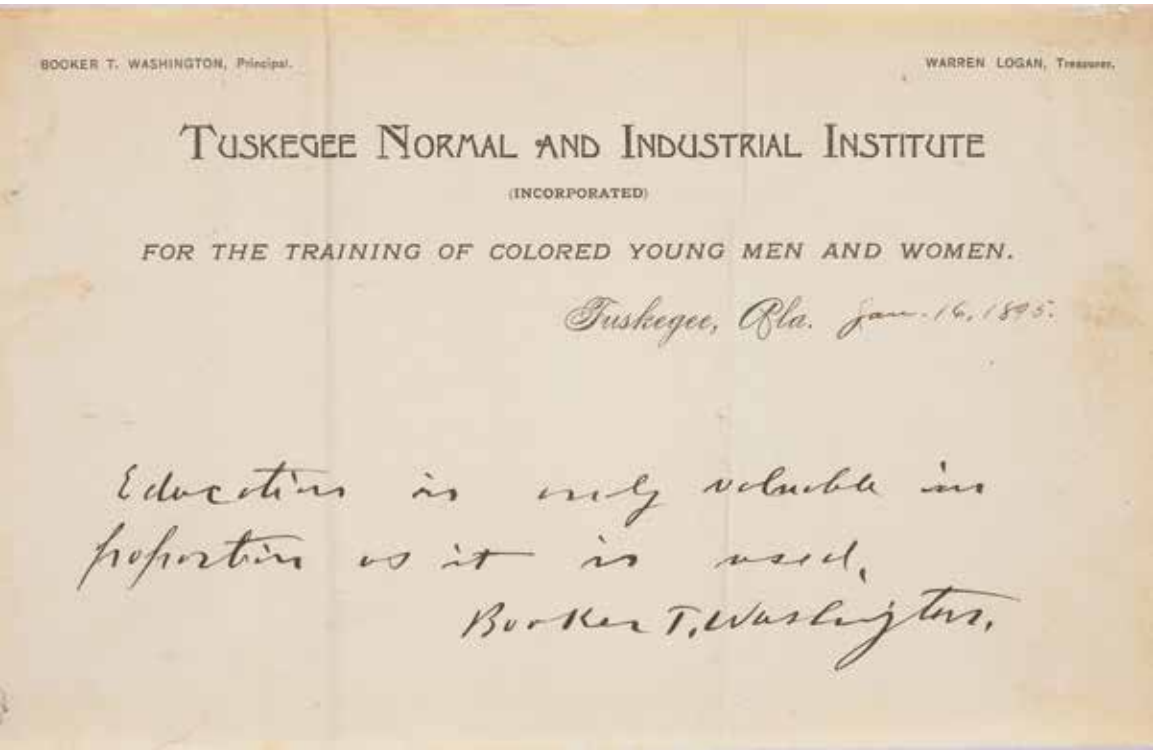 BOOKER T. WASHINGTON, Principal.
WARREN LOGAN, Treasurer.
TUSKEGEE NORMAL AND INDUSTRIAL INSTITUTE
(INCORPORATED)
FOR THE TRAINING OF COLORED YOUNG MEN AND WOMEN.
Tuskegee, Ala. Jan. 16, 1895.
Education is only valuable in
proportion as it is used.
Booker T. Washington.